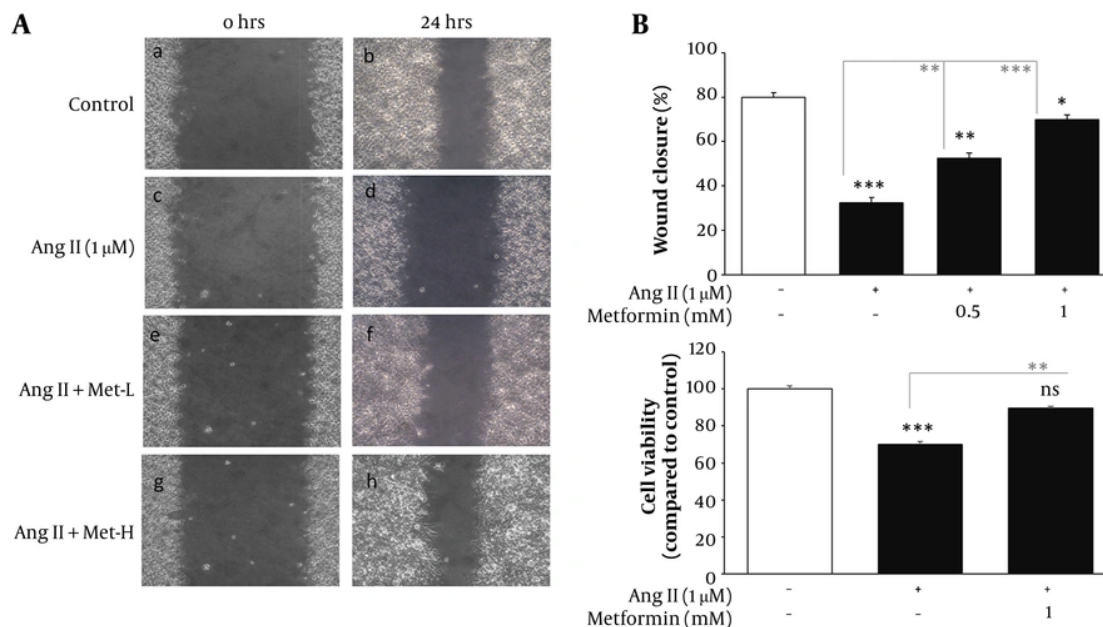 A
0 hrs
24 hrs
Control
a
b
Ang II (1 μM)
c
d
Ang II + Met-L
e
f
Ang II + Met-H
g
h
B
Wound closure (%)
100
80
60
40
20
0
***
**
*
**
***
Ang II (1 μM) - + + +
Metformin (mM) - - 0.5 1
Cell viability
(compared to control)
120
100
80
60
40
20
0
***
ns
**
Ang II (1 μM) - + +
Metformin (mM) - - 1